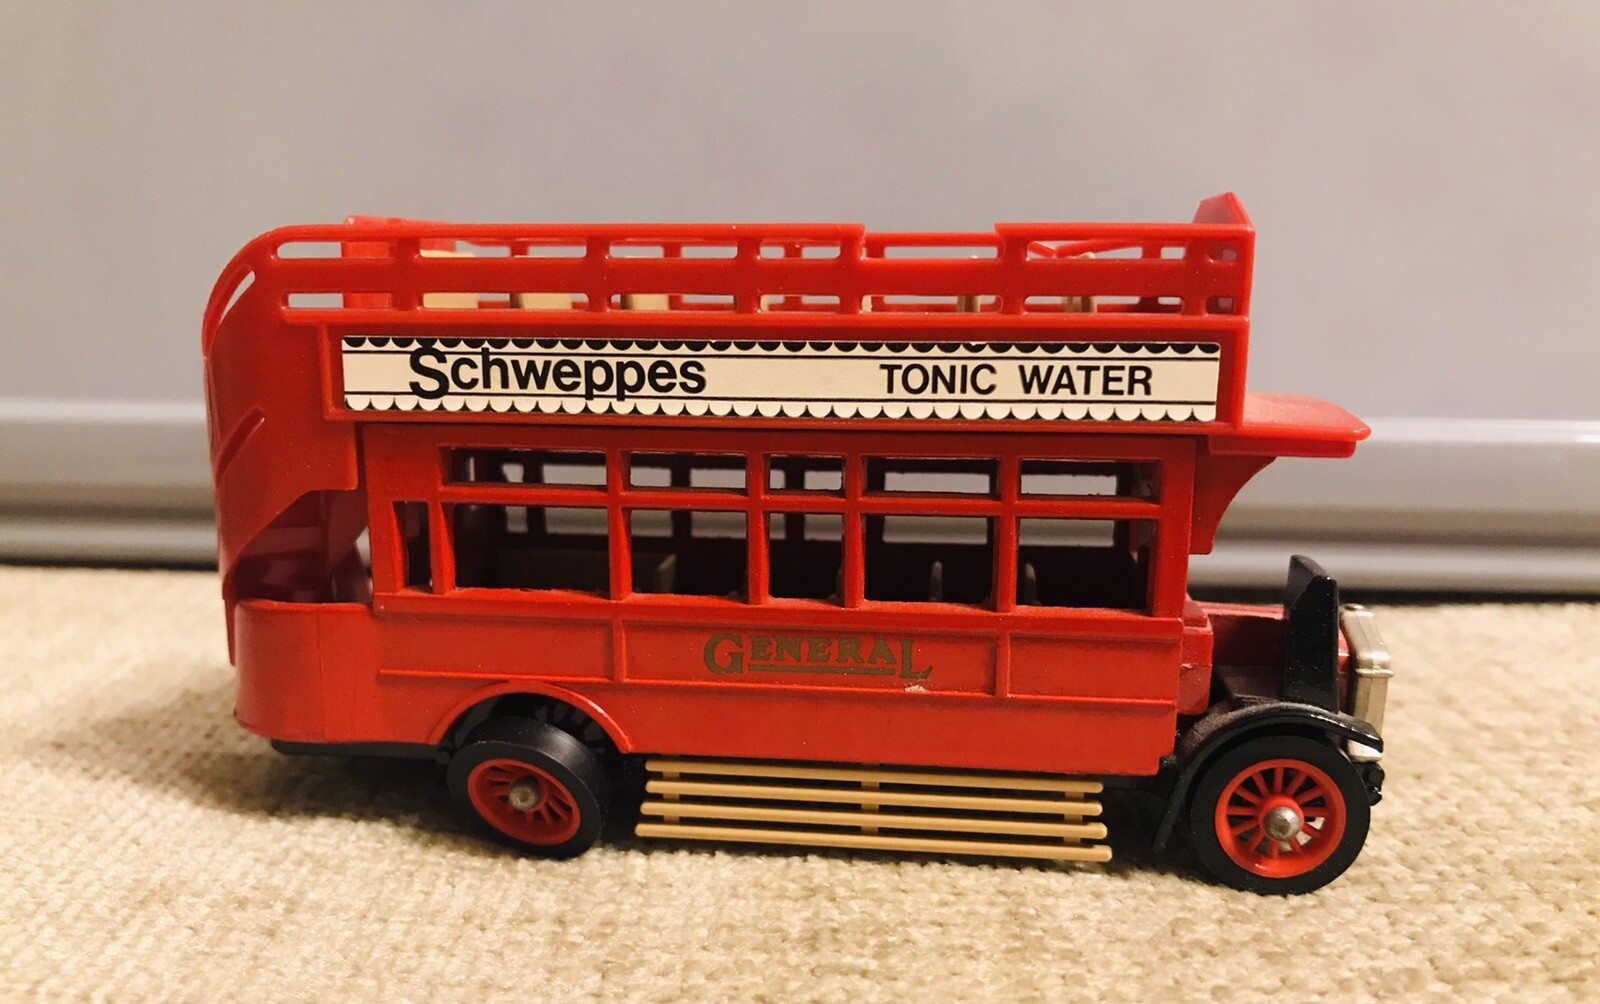 Schweppes TONIC WATER
GENERAL